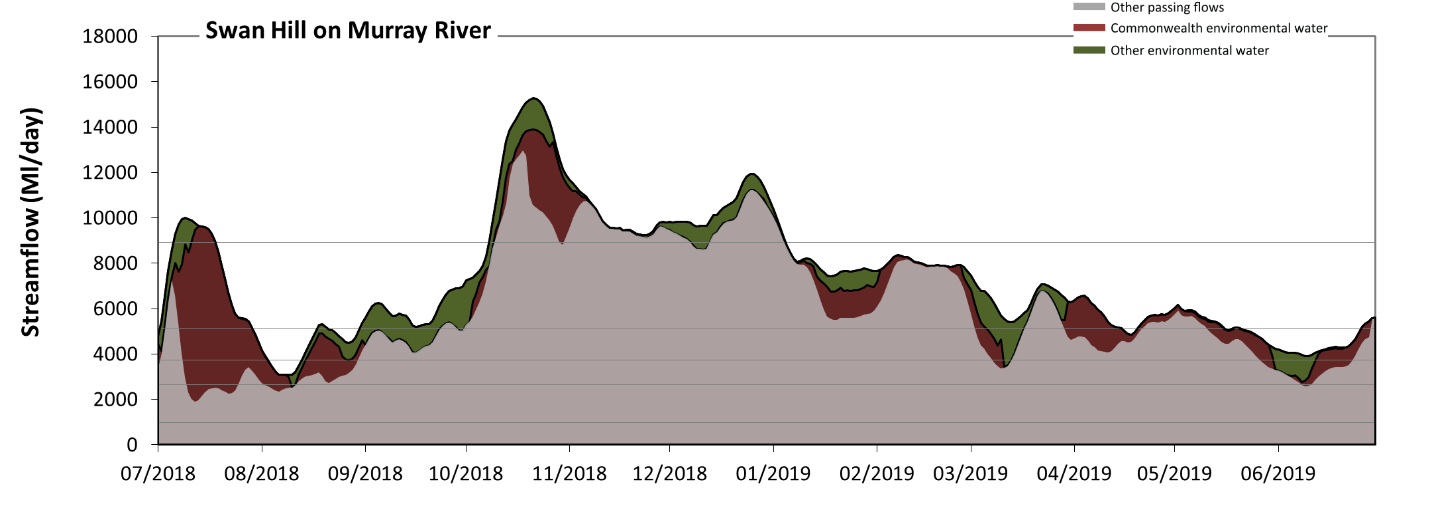 Other passing flows
Swan Hill on Murray River
Commonwealth environmental water
Other environmental water
Streamflow (Ml/day)
18000
16000
14000
12000
10000
8000
6000
4000
2000
0
07/2018 08/2018 09/2018 10/2018 11/2018 12/2018 01/2019 02/2019 03/2019 04/2019 05/2019 06/2019